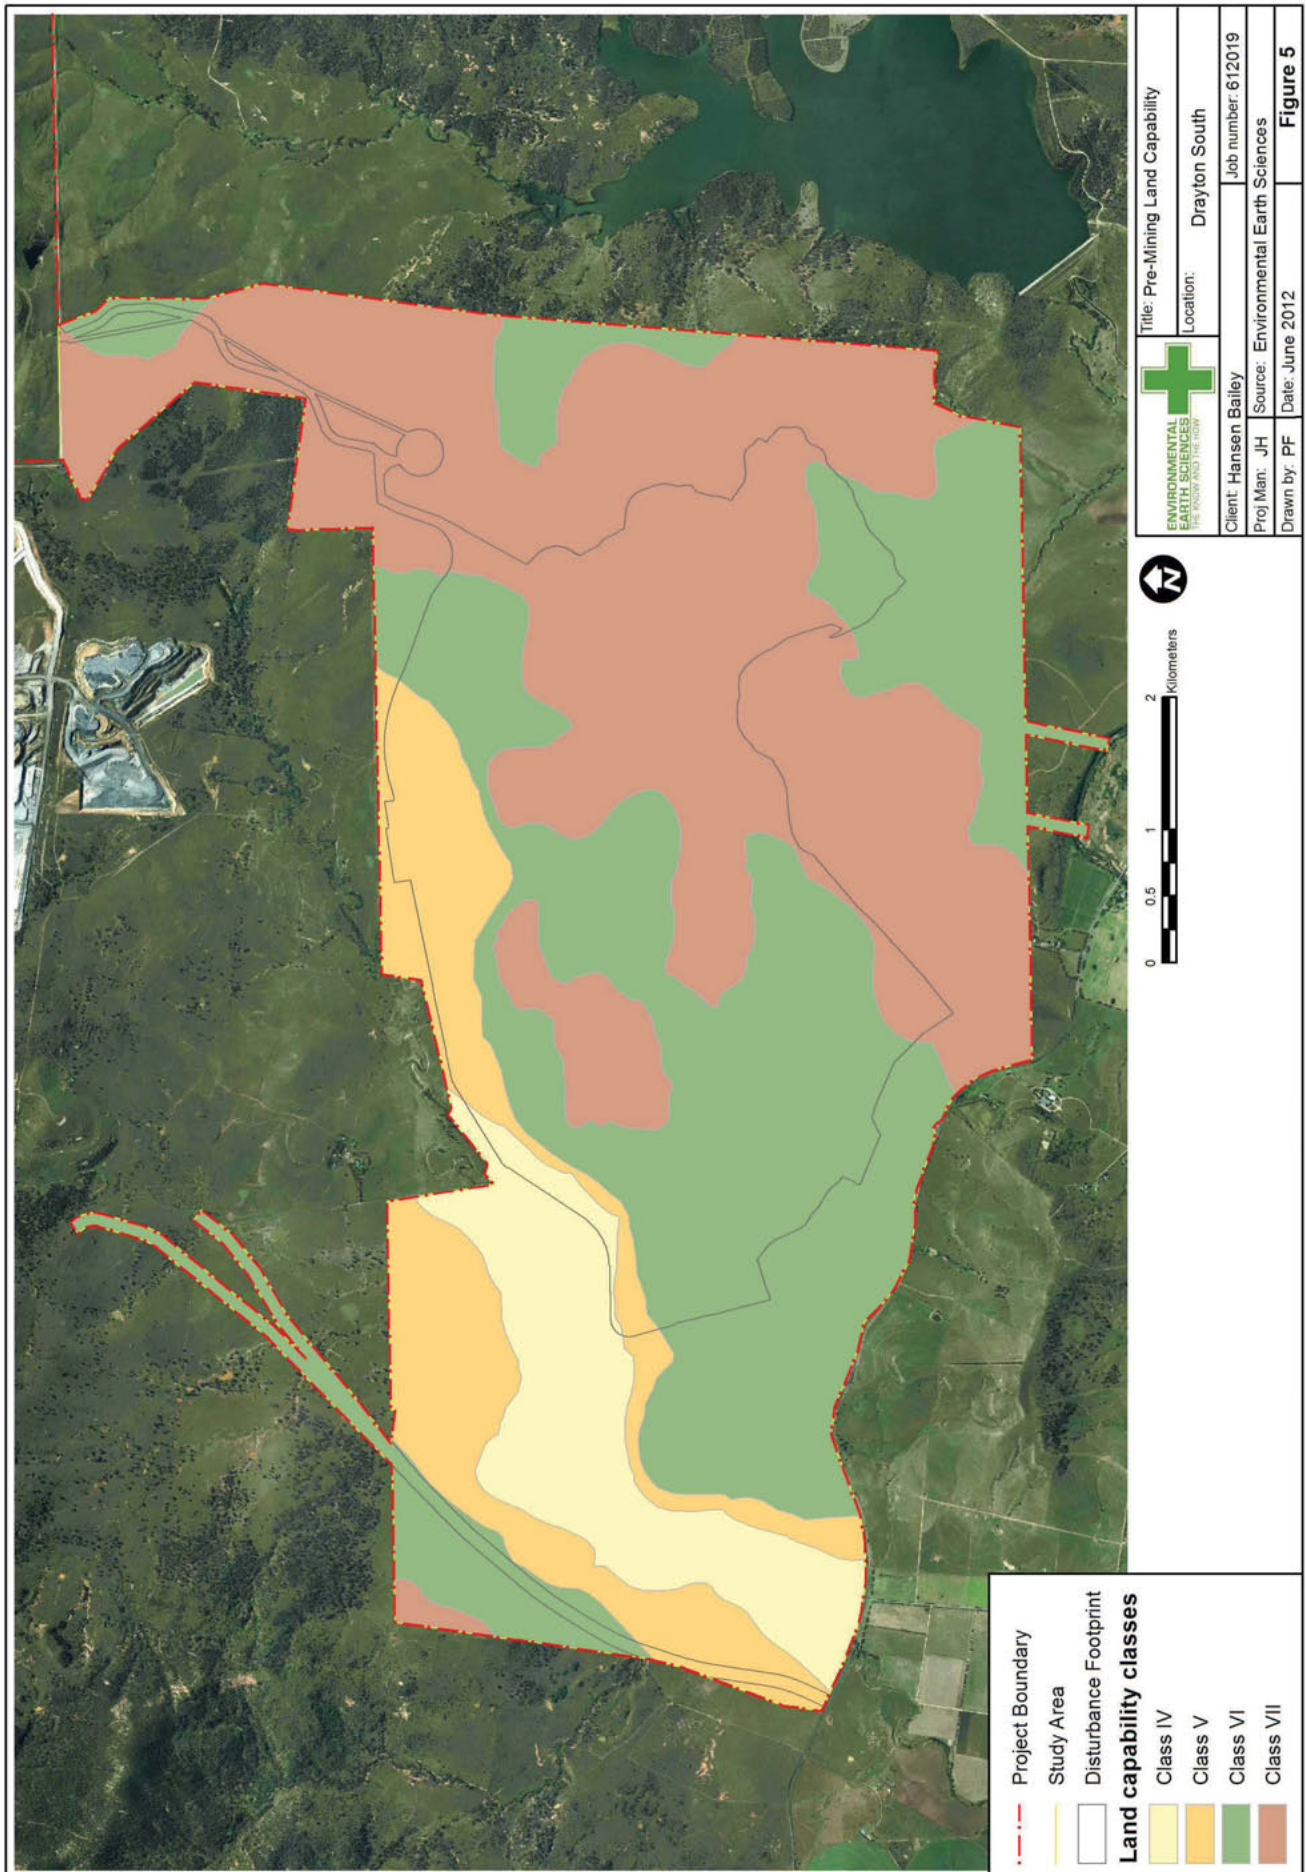 Project Boundary
Study Area
Disturbance Footprint
Land capability classes
Class IV
Class V
Class VI
Class VII
0 0.5 1 2
Kilometers
N
ENVIRONMENTAL
EARTH SCIENCES
THE KNOW AND THE HOW
Title: Pre-Mining Land Capability
Location: Drayton South
Client: Hansen Bailey
Job number: 612019
Proj Man: JH
Source: Environmental Earth Sciences
Drawn by: PF
Date: June 2012
Figure 5